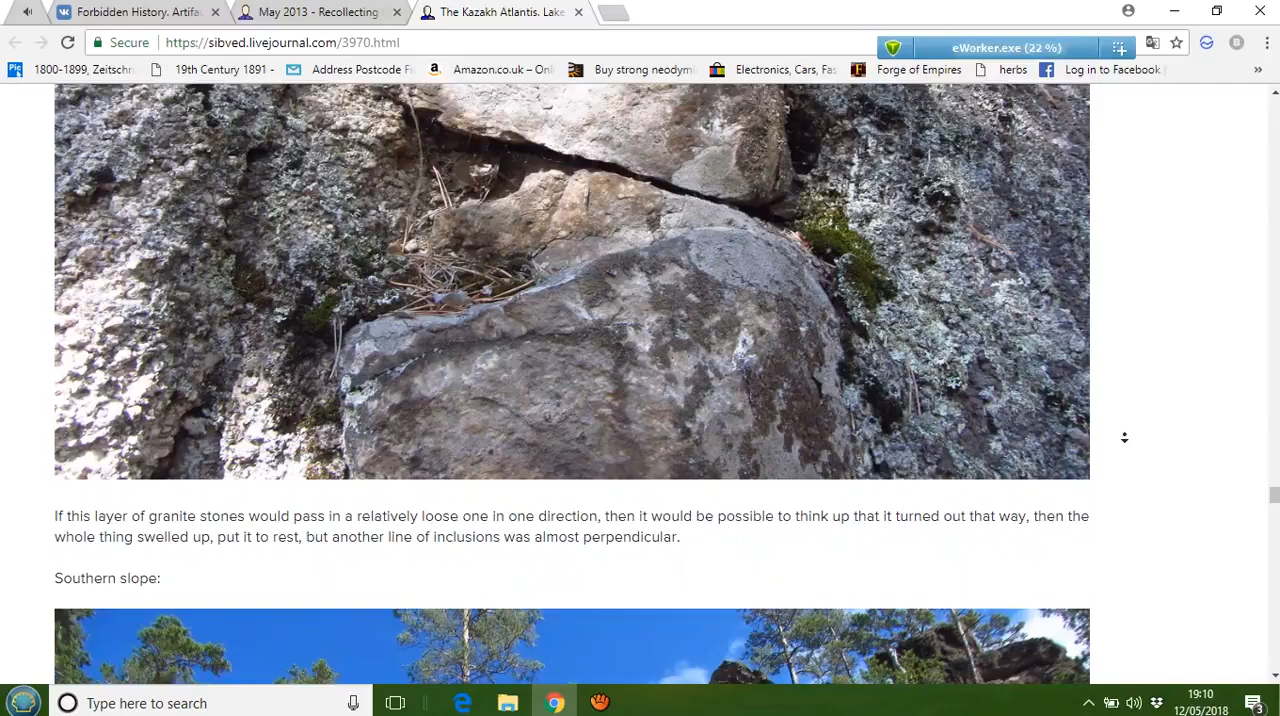 Forbidden History. Artifa
May 2013 - Recollecting
The Kazakh Atlantis. Lake
Secure
https://sibved.livejournal.com/3970.html
eWorker.exe (22 %)
1800-1899, Zeitschr
19th Century 1891 -
Address Postcode Fi
Amazon.co.uk – Onl
Buy strong neodym
Electronics, Cars, Fas
Forge of Empires
herbs
Log in to Facebook
If this layer of granite stones would pass in a relatively loose one in one direction, then it would be possible to think up that it turned out that way, then the
whole thing swelled up, put it to rest, but another line of inclusions was almost perpendicular.
Southern slope:
Type here to search
19:10
12/05/2018
3